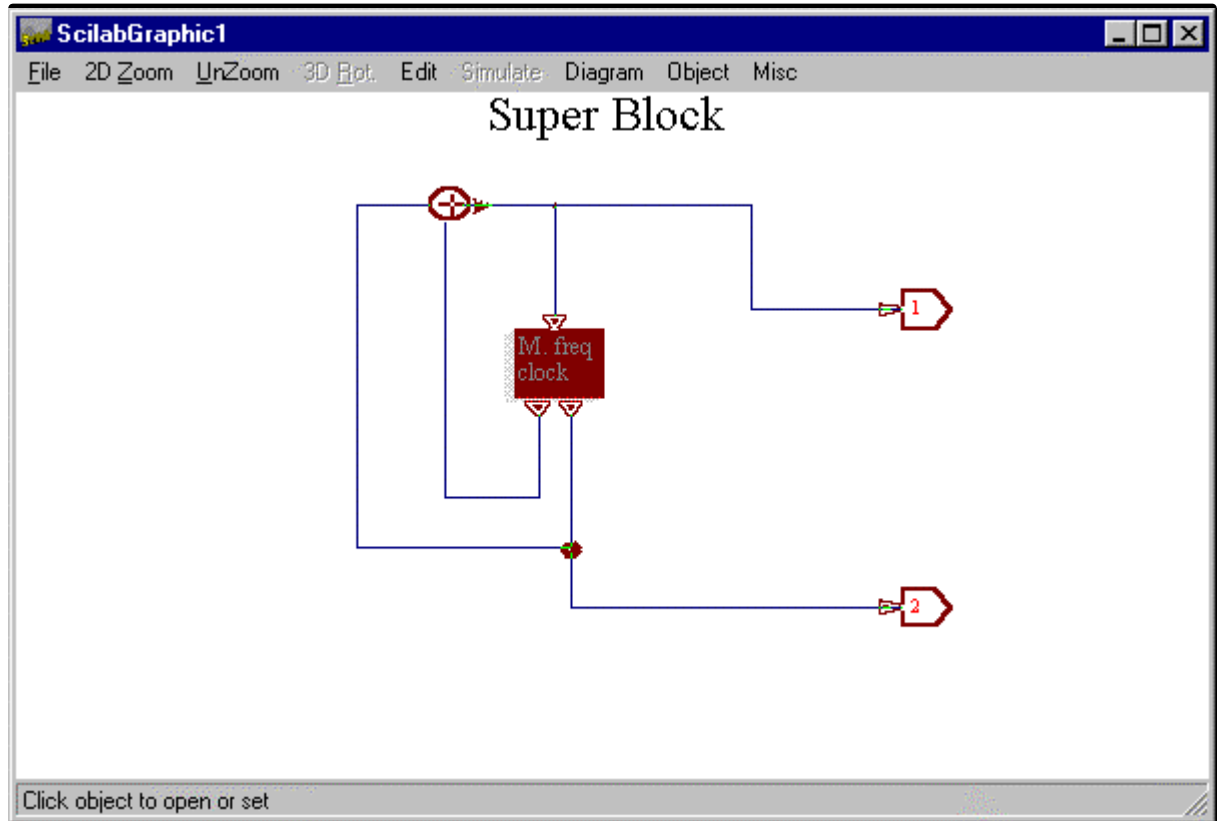 ScilabGraphic1
File 2D Zoom UnZoom 3D Rot. Edit Simulate Diagram Object Misc
Super Block
1
M. freq
clock
2
Click object to open or set